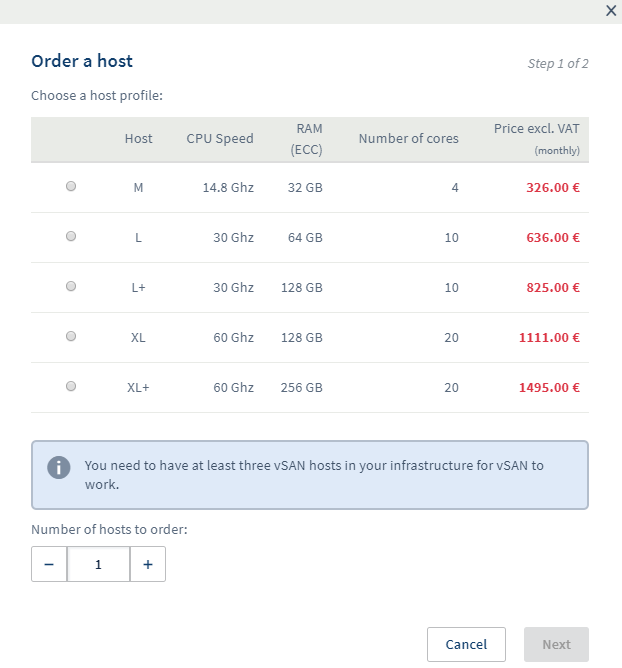 X
Order a host
Step 1 of 2
Choose a host profile:
Host CPU Speed RAM (ECC) Number of cores Price excl. VAT (monthly)
M 14.8 Ghz 32 GB 4 326.00 €
L 30 Ghz 64 GB 10 636.00 €
L+ 30 Ghz 128 GB 10 825.00 €
XL 60 Ghz 128 GB 20 1111.00 €
XL+ 60 Ghz 256 GB 20 1495.00 €
i
You need to have at least three vSAN hosts in your infrastructure for vSAN to
work.
Number of hosts to order:
− 1 +
Cancel Next